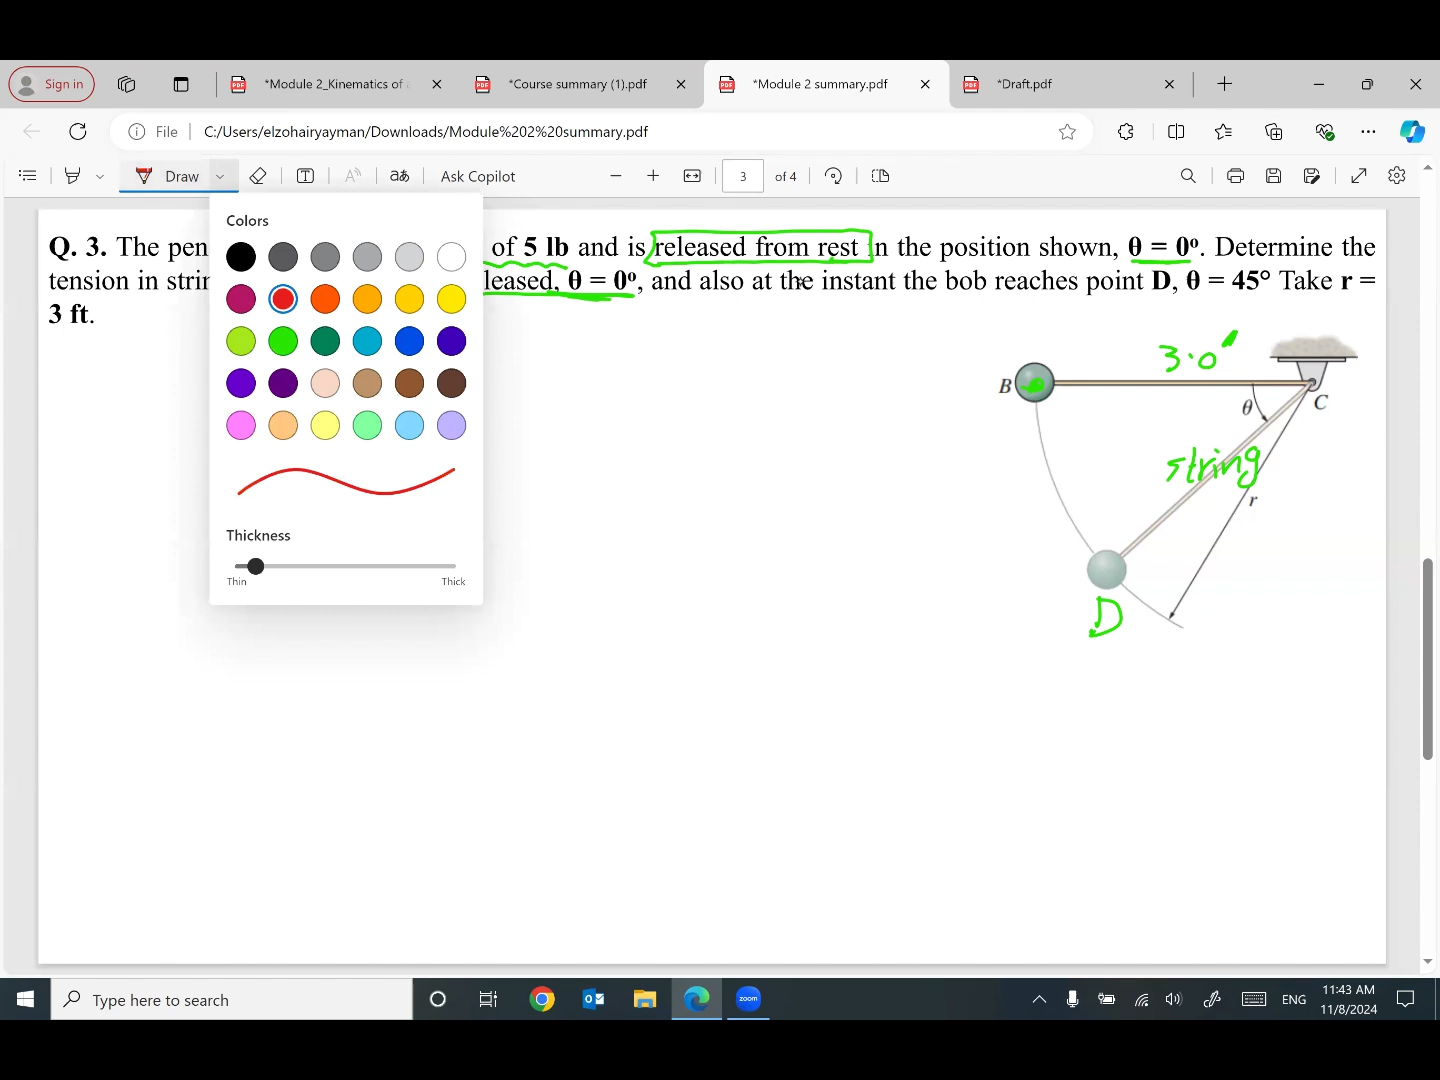 Sign in
*Module 2_Kinematics of a
*Course summary (1).pdf
*Module 2 summary.pdf
*Draft.pdf
File
C:/Users/elzohairyayman/Downloads/Module%202%20summary.pdf
Draw
aあ
Ask Copilot
3
of 4
Colors
Thickness
Thin
Thick
Q. 3. The pen of 5 lb and is released from rest in the position shown, θ = 0°. Determine the
tension in strin leased, θ = 0°, and also at the instant the bob reaches point D, θ = 45° Take r =
3 ft.
3.0'
B
θ
C
string
r
D
Type here to search
zoom
ENG
11:43 AM
11/8/2024